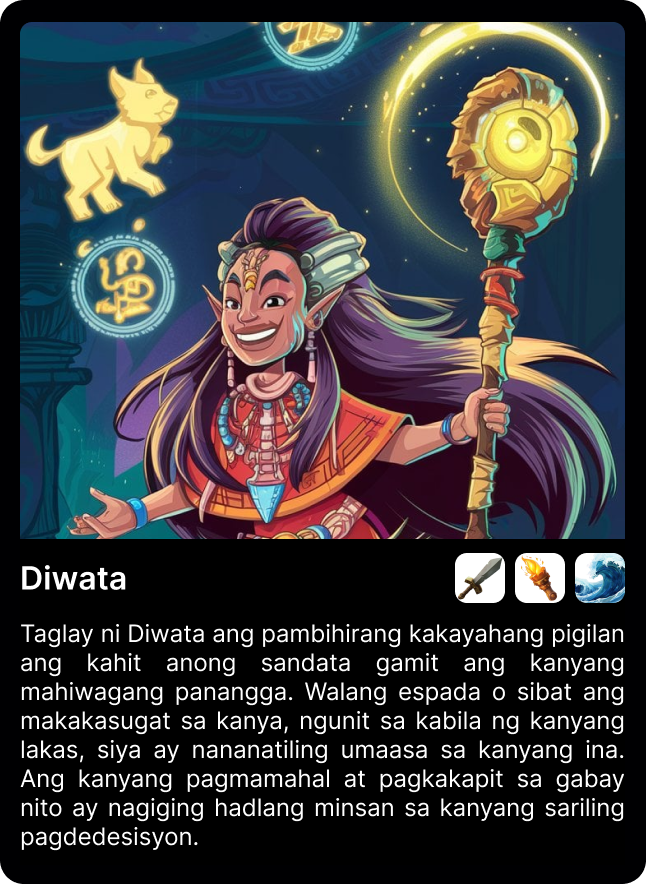 Diwata
Taglay ni Diwata ang pambihirang kakayahang pigilan
ang kahit anong sandata gamit ang kanyang
mahiwagang panangga. Walang espada o sibat ang
makakasugat sa kanya, ngunit sa kabila ng kanyang
lakas, siya ay nananatiling umaasa sa kanyang ina.
Ang kanyang pagmamahal at pagkakapit sa gabay
nito ay nagiging hadlang minsan sa kanyang sariling
pagdedesisyon.